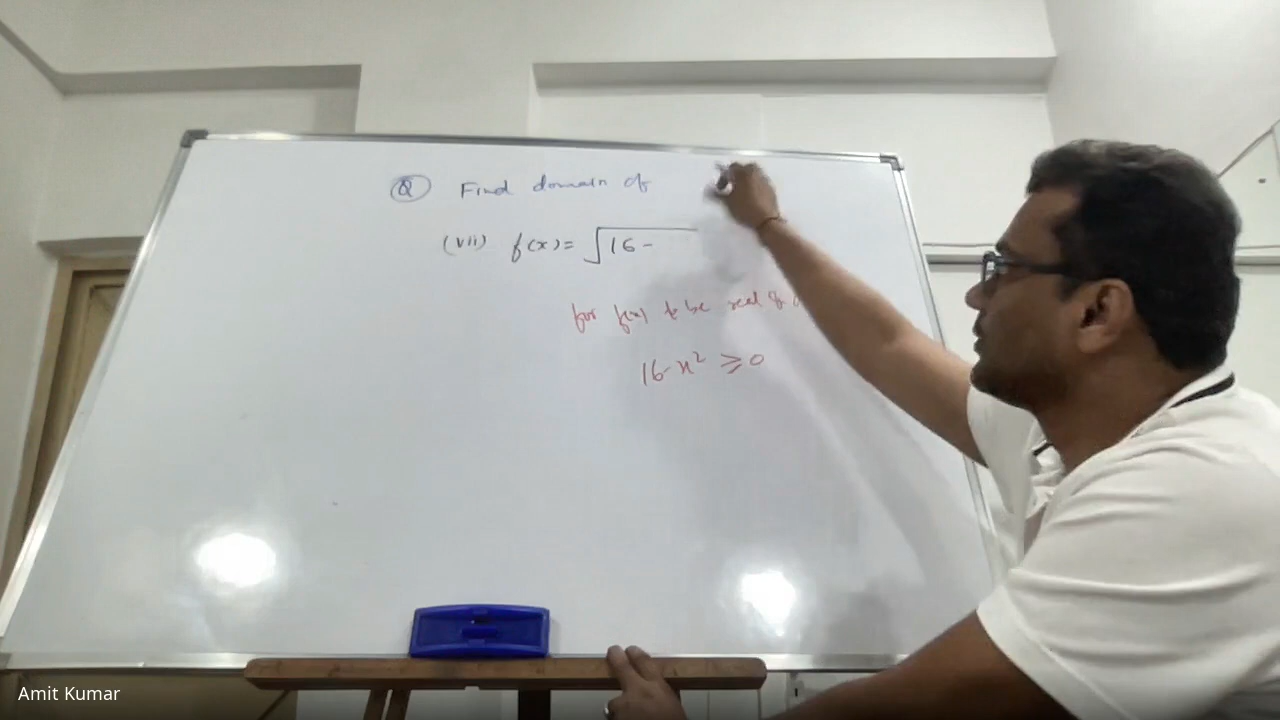 Q Find domain of
(vii) f(x) = √16 -
for f(x) to be real &
16-x² ≥ 0
Amit Kumar